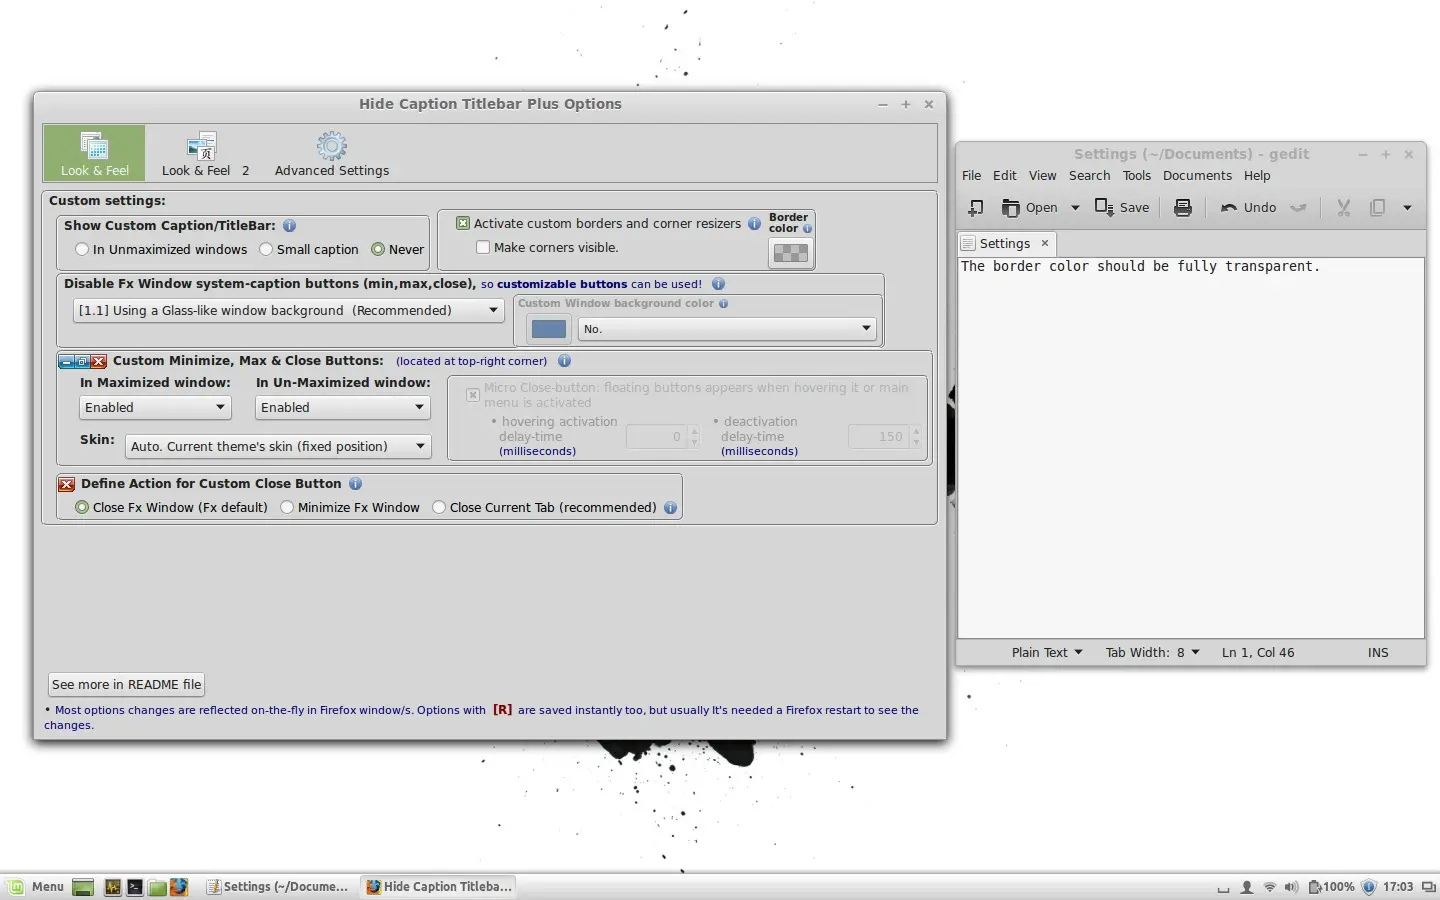 Hide Caption Titlebar Plus Options
Look & Feel
Look & Feel 2
Advanced Settings
Custom settings:
Show Custom Caption/TitleBar:
In Unmaximized windows
Small caption
Never
Activate custom borders and corner resizers
Make corners visible.
Border
color
Disable Fx Window system-caption buttons (min,max,close), so customizable buttons can be used!
[1.1] Using a Glass-like window background (Recommended)
Custom Window background color
No.
Custom Minimize, Max & Close Buttons: (located at top-right corner)
In Maximized window:
In Un-Maximized window:
Enabled
Enabled
Skin:
Auto. Current theme's skin (fixed position)
Micro Close-button: floating buttons appears when hovering it or main
menu is activated
• hovering activation
delay-time
(milliseconds)
0
• deactivation
delay-time
(milliseconds)
150
Define Action for Custom Close Button
Close Fx Window (Fx default)
Minimize Fx Window
Close Current Tab (recommended)
See more in README file
• Most options changes are reflected on-the-fly in Firefox window/s. Options with [R] are saved instantly too, but usually It's needed a Firefox restart to see the
changes.
Settings (~/Documents) - gedit
File Edit View Search Tools Documents Help
Open Save Undo
Settings
The border color should be fully transparent.
Plain Text Tab Width: 8 Ln 1, Col 46 INS
Menu
Settings (~/Docume...
Hide Caption Titleba...
100%
17:03